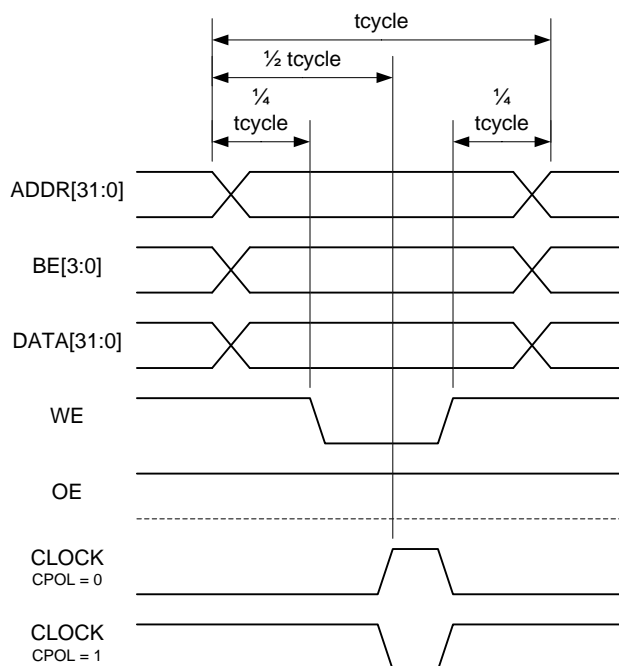 tcycle
½ tcycle
¼
tcycle
¼
tcycle
ADDR[31:0]
BE[3:0]
DATA[31:0]
WE
OE
CLOCK
CPOL = 0
CLOCK
CPOL = 1